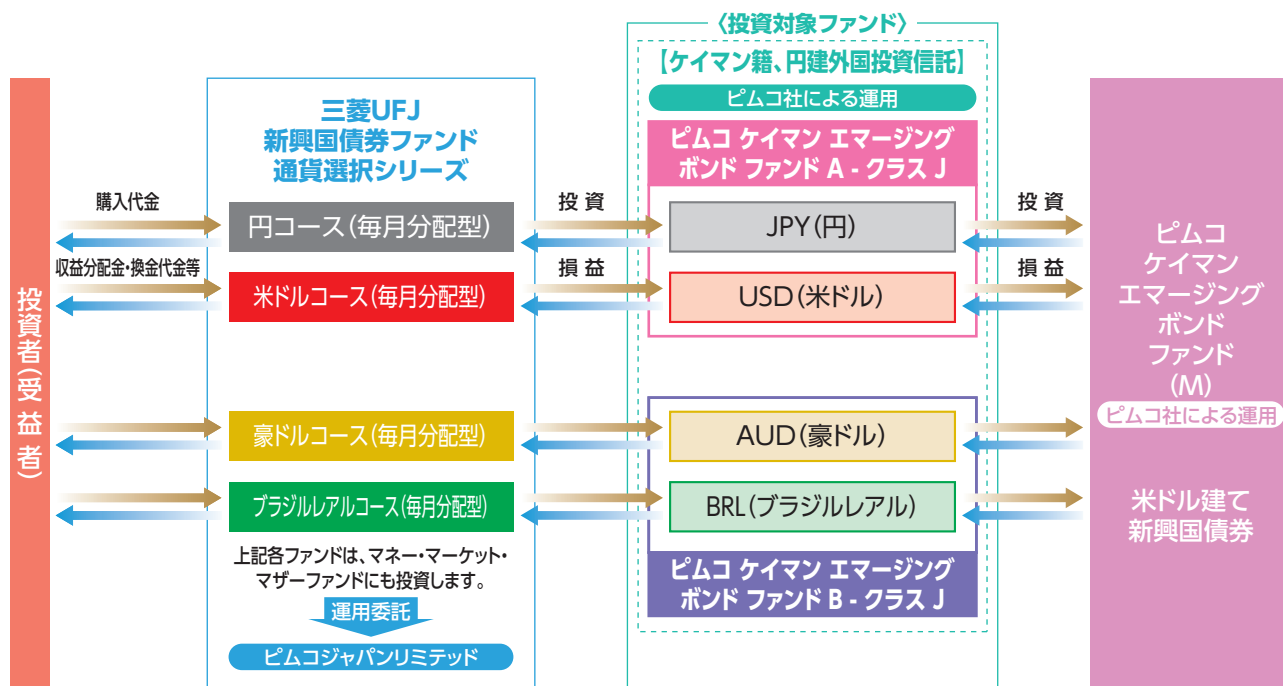 〈投資対象ファンド〉
【ケイマン籍、円建外国投資信託】
ピムコ社による運用
三菱UFJ
新興国債券ファンド
通貨選択シリーズ
ピムコ ケイマン エマージング
ボンド ファンド A - クラス J
購入代金
投 資
投 資
円コース(毎月分配型)
JPY(円)
収益分配金・換金代金等
損 益
損 益
米ドルコース(毎月分配型)
USD(米ドル)
投資者(受益者)
豪ドルコース(毎月分配型)
AUD(豪ドル)
ブラジルレアルコース(毎月分配型)
BRL(ブラジルレアル)
上記各ファンドは、マネー・マーケット・
マザーファンドにも投資します。
運用委託
ピムコジャパンリミテッド
ピムコ ケイマン エマージング
ボンド ファンド B - クラス J
ピムコ
ケイマン
エマージング
ボンド
ファンド
(M)
ピムコ社による運用
米ドル建て
新興国債券